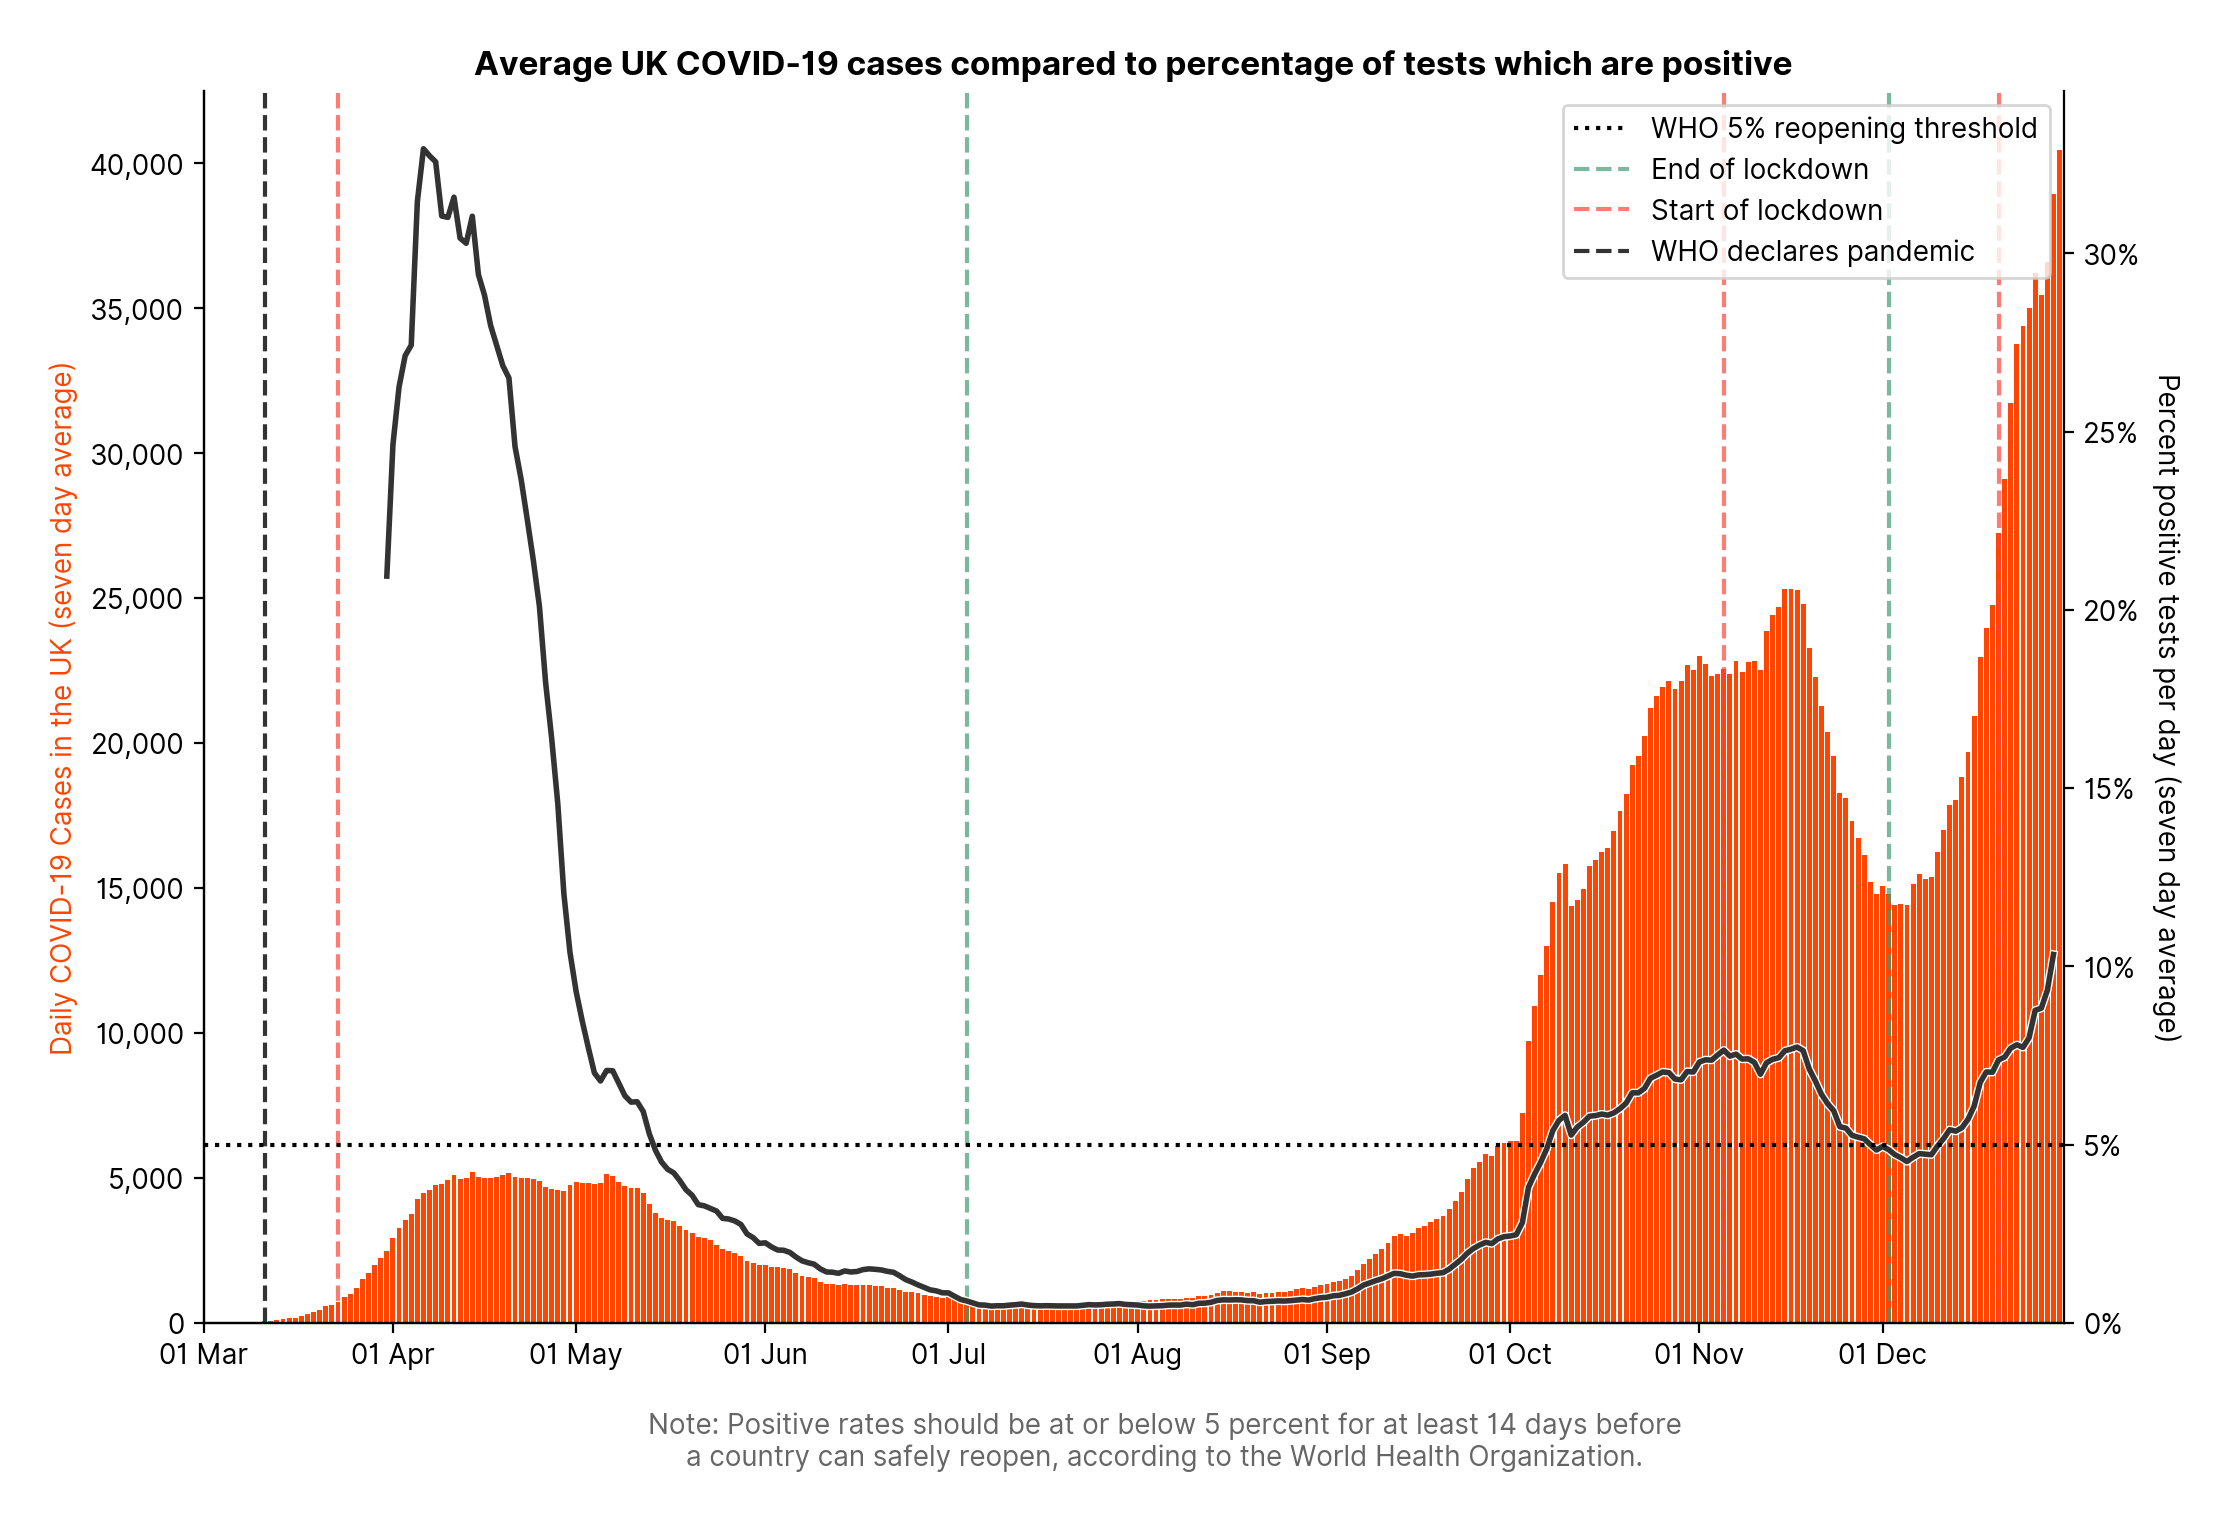 Average UK COVID-19 cases compared to percentage of tests which are positive
WHO 5% reopening threshold
End of lockdown
Start of lockdown
WHO declares pandemic
Daily COVID-19 Cases in the UK (seven day average)
40,000
35,000
30,000
25,000
20,000
15,000
10,000
5,000
0
30%
25%
20%
15%
10%
5%
0%
Percent positive tests per day (seven day average)
01 Mar
01 Apr
01 May
01 Jun
01 Jul
01 Aug
01 Sep
01 Oct
01 Nov
01 Dec
Note: Positive rates should be at or below 5 percent for at least 14 days before
a country can safely reopen, according to the World Health Organization.